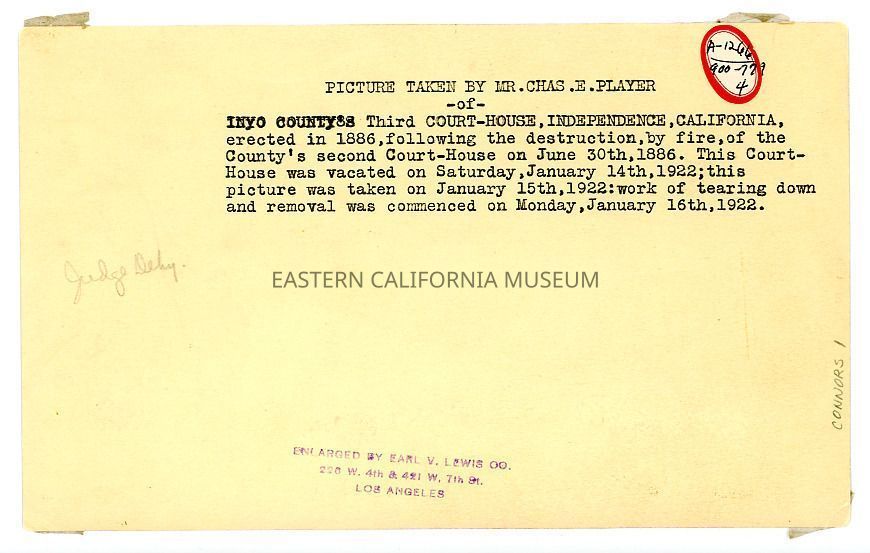 A-1266
900-779
4
PICTURE TAKEN BY MR.CHAS.E.PLAYER
-of-
INYO COUNTY'S Third COURT-HOUSE,INDEPENDENCE,CALIFORNIA,
erected in 1886,following the destruction,by fire,of the
County's second Court-House on June 30th,1886. This Court-
House was vacated on Saturday,January 14th,1922;this
picture was taken on January 15th,1922:work of tearing down
and removal was commenced on Monday,January 16th,1922.
Judge Dehy.
EASTERN CALIFORNIA MUSEUM
CONNORS 1
ENLARGED BY EARL V. LEWIS CO.
226 W. 4th & 421 W. 7th St.
LOS ANGELES